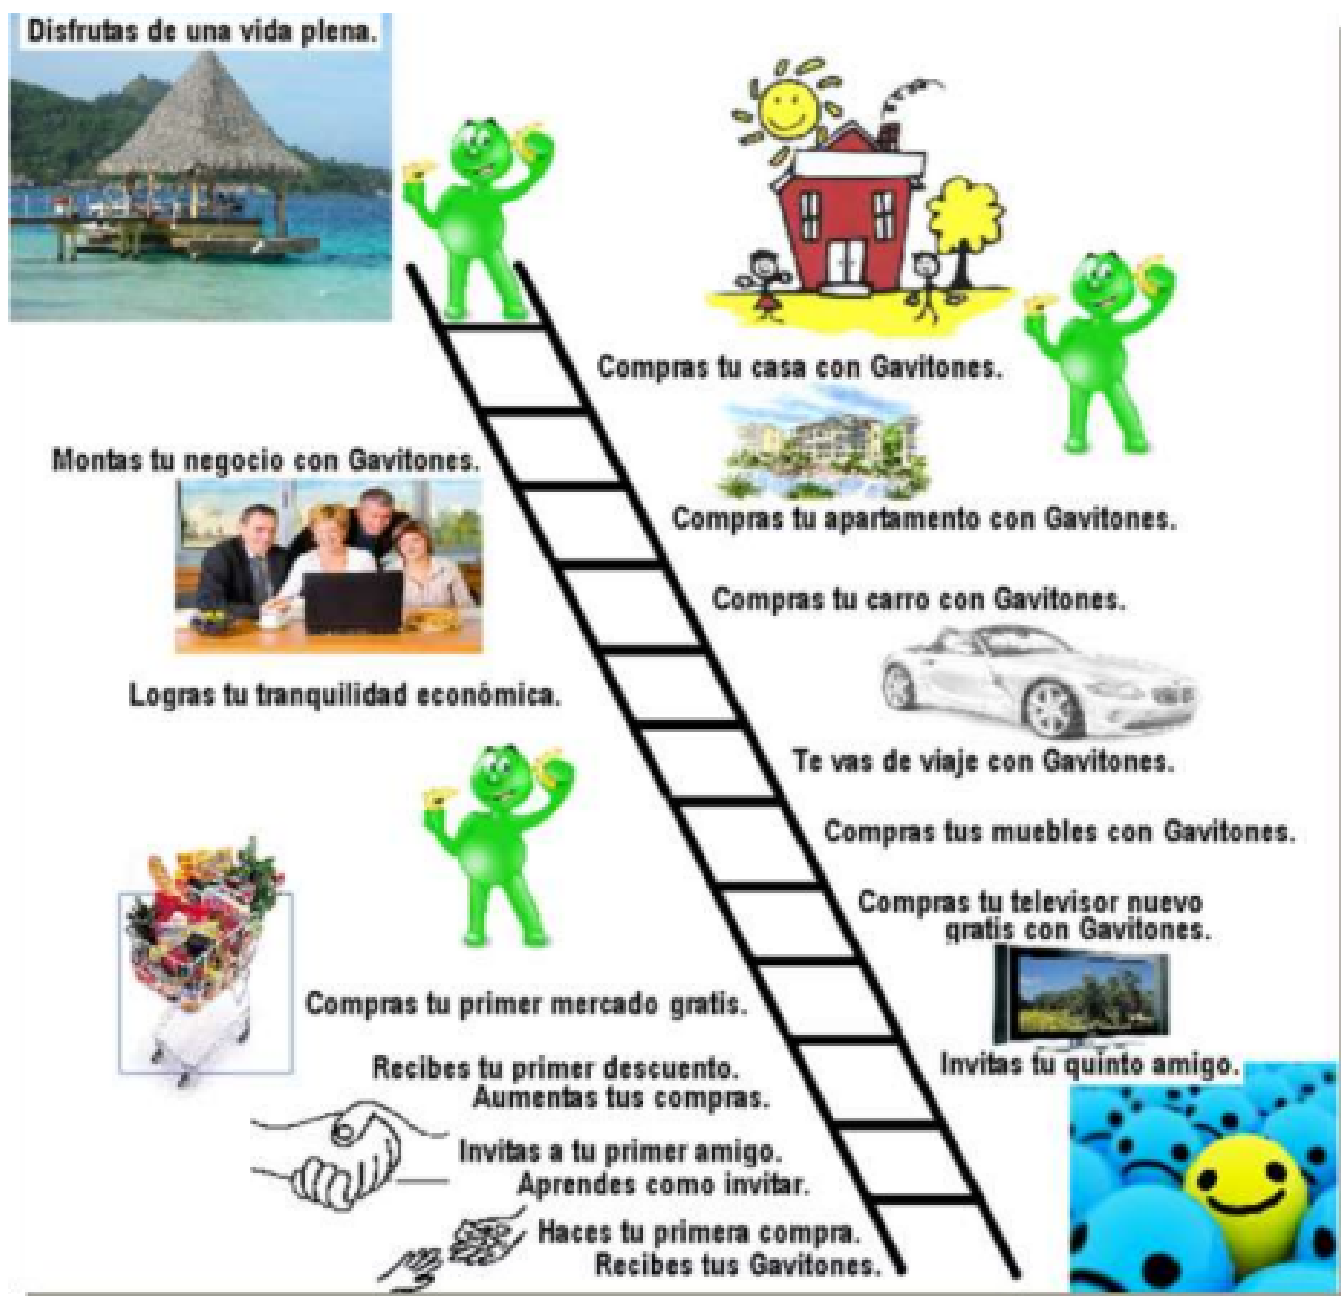 Disfrutas de una vida plena.
Compras tu casa con Gavitones.
Montas tu negocio con Gavitones.
Compras tu apartamento con Gavitones.
Compras tu carro con Gavitones.
Logras tu tranquilidad económica.
Te vas de viaje con Gavitones.
Compras tus muebles con Gavitones.
Compras tu televisor nuevo
gratis con Gavitones.
Compras tu primer mercado gratis.
Invitas tu quinto amigo.
Recibes tu primer descuento.
Aumentas tus compras.
Invitas a tu primer amigo.
Aprendes como invitar.
Haces tu primera compra.
Recibes tus Gavitones.